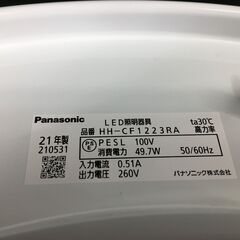 Panasonic
LED照明器具 ta30℃
品番 HH-CF1223RA 高力率
21年製
210531
PS E PESL 100V
消費電力 49.7W 50/60Hz
入力電流 0.51A
出力電圧 260V
パナソニック株式会社